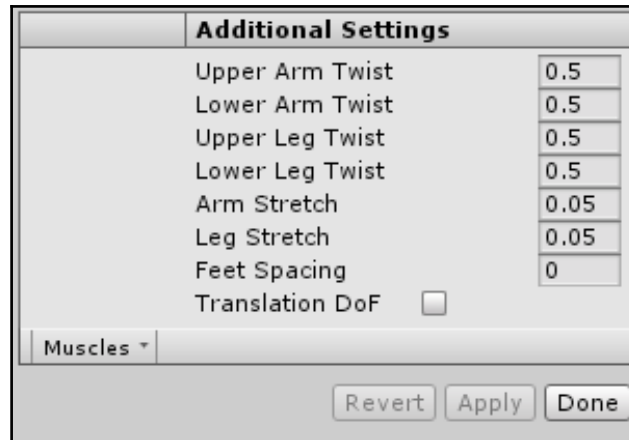 Additional Settings
Upper Arm Twist 0.5
Lower Arm Twist 0.5
Upper Leg Twist 0.5
Lower Leg Twist 0.5
Arm Stretch 0.05
Leg Stretch 0.05
Feet Spacing 0
Translation DoF
Muscles
Revert Apply Done